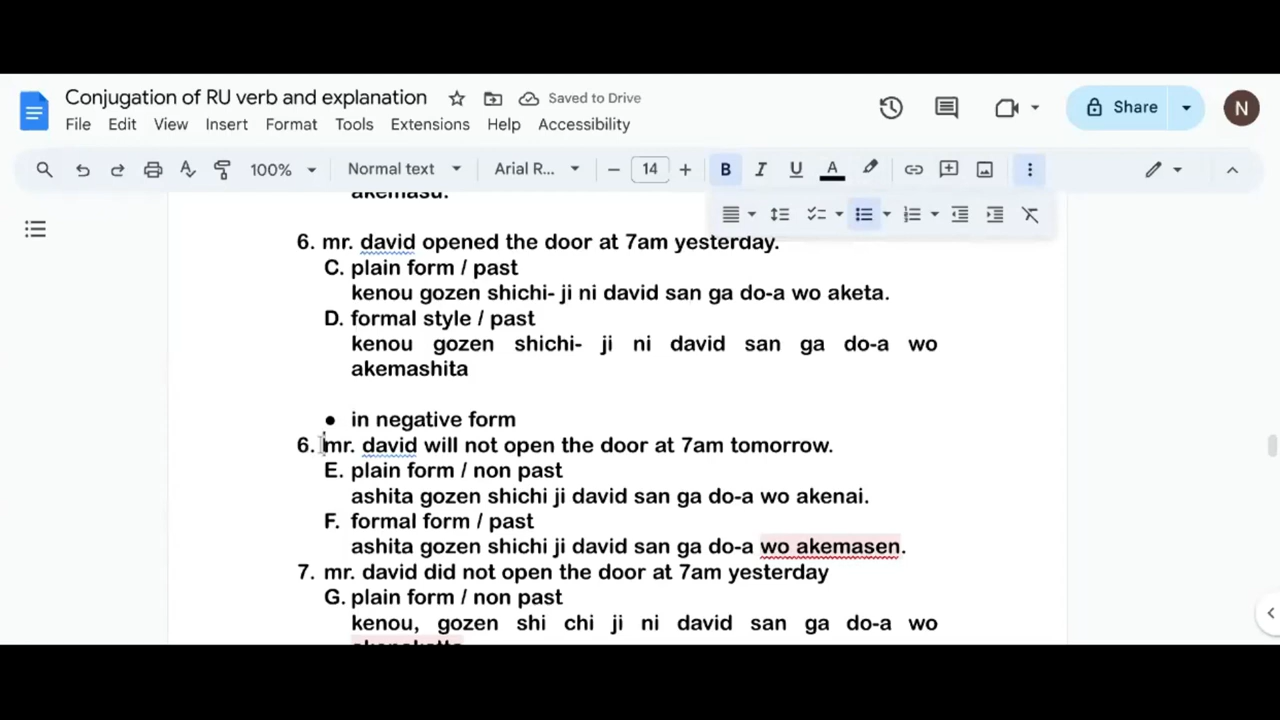 Conjugation of RU verb and explanation
Saved to Drive
Share
N
File Edit View Insert Format Tools Extensions Help Accessibility
100% Normal text Arial R... 14 B I U A
akemasu.
6. mr. david opened the door at 7am yesterday.
C. plain form / past
kenou gozen shichi- ji ni david san ga do-a wo aketa.
D. formal style / past
kenou gozen shichi- ji ni david san ga do-a wo
akemashita
● in negative form
6. mr. david will not open the door at 7am tomorrow.
E. plain form / non past
ashita gozen shichi ji david san ga do-a wo akenai.
F. formal form / past
ashita gozen shichi ji david san ga do-a wo akemasen.
7. mr. david did not open the door at 7am yesterday
G. plain form / non past
kenou, gozen shi chi ji ni david san ga do-a wo